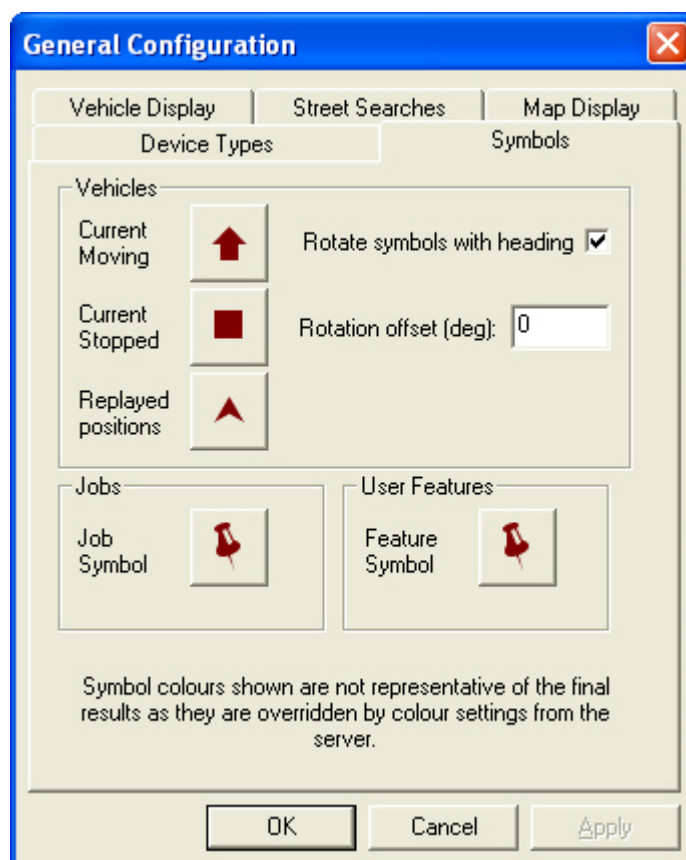 General Configuration
Vehicle Display
Street Searches
Map Display
Device Types
Symbols
Vehicles
Current
Moving
Rotate symbols with heading
Current
Stopped
Rotation offset (deg):
0
Replayed
positions
Jobs
Job
Symbol
User Features
Feature
Symbol
Symbol colours shown are not representative of the final
results as they are overridden by colour settings from the
server.
OK
Cancel
Apply